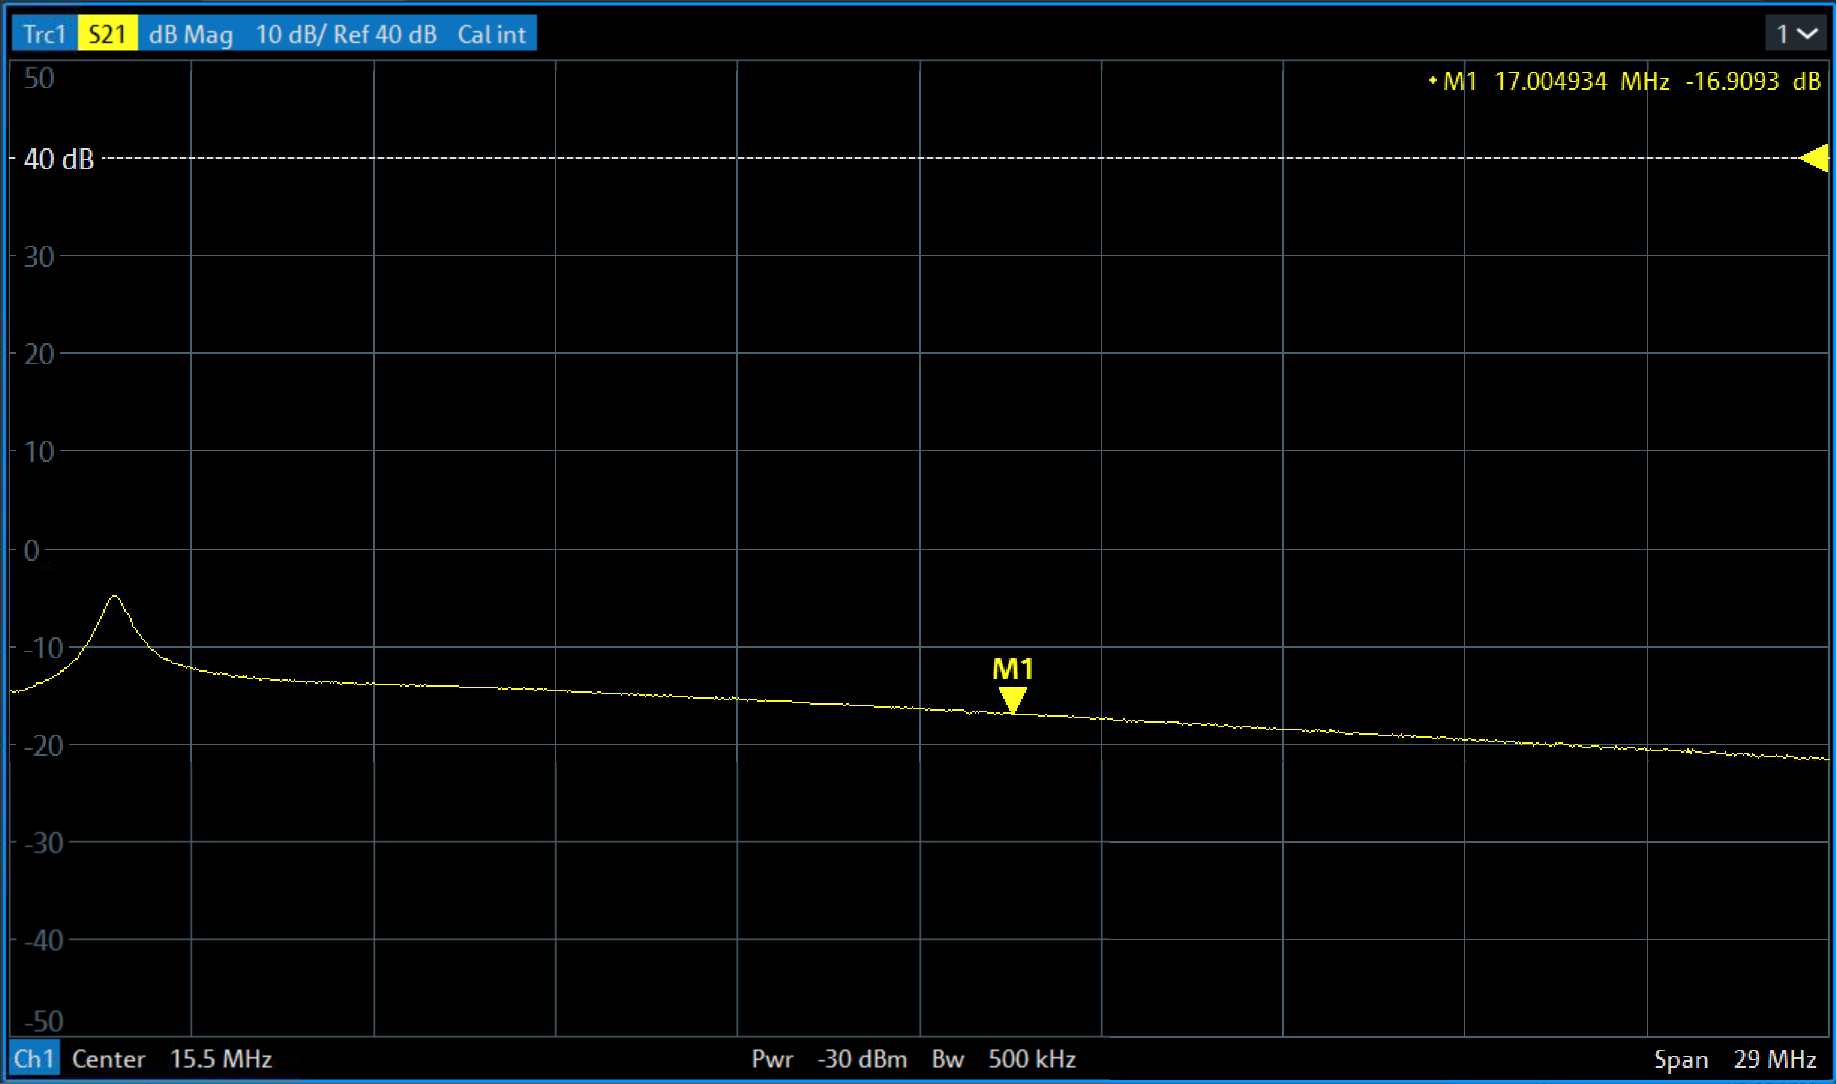 Trc1 S21 dB Mag 10 dB/ Ref 40 dB Cal int 1
50
• M1 17.004934 MHz -16.9093 dB
40 dB
30
20
10
0
-10
M1
-20
-30
-40
-50
Ch1 Center 15.5 MHz Pwr -30 dBm Bw 500 kHz Span 29 MHz